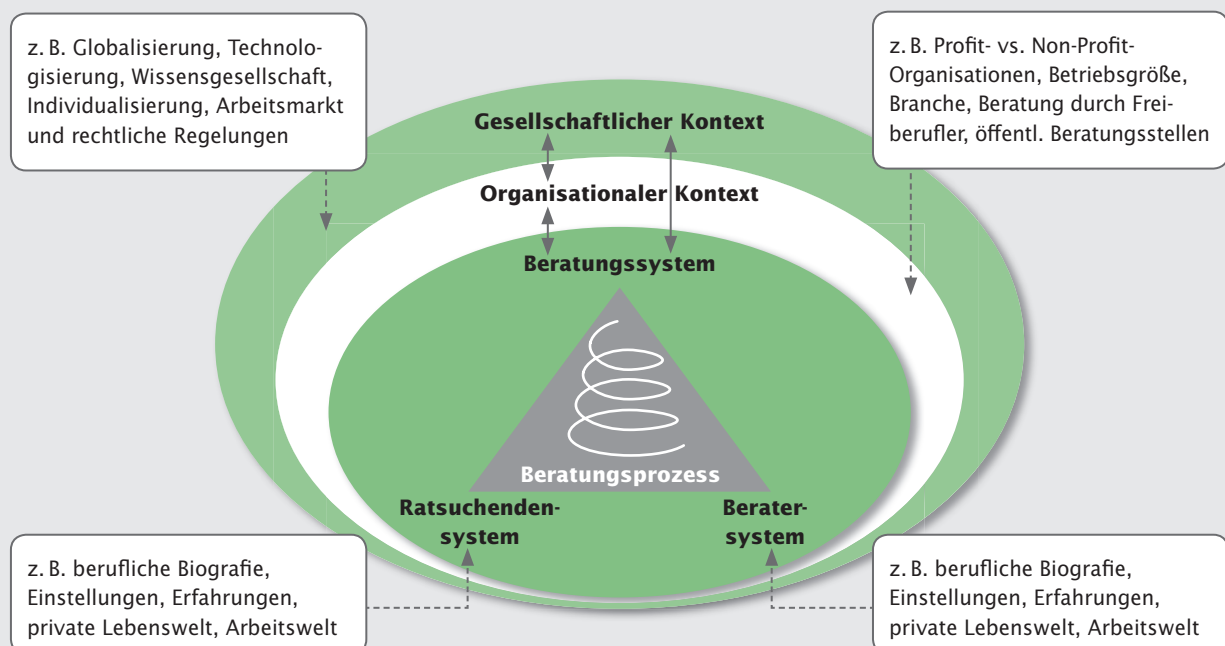 z. B. Globalisierung, Technolo-
gisierung, Wissensgesellschaft,
Individualisierung, Arbeitsmarkt
und rechtliche Regelungen
z. B. Profit- vs. Non-Profit-
Organisationen, Betriebsgröße,
Branche, Beratung durch Frei-
berufler, öffentl. Beratungsstellen
Gesellschaftlicher Kontext
Organisationaler Kontext
Beratungssystem
Beratungsprozess
Ratsuchenden-
system
Berater-
system
z. B. berufliche Biografie,
Einstellungen, Erfahrungen,
private Lebenswelt, Arbeitswelt
z. B. berufliche Biografie,
Einstellungen, Erfahrungen,
private Lebenswelt, Arbeitswelt